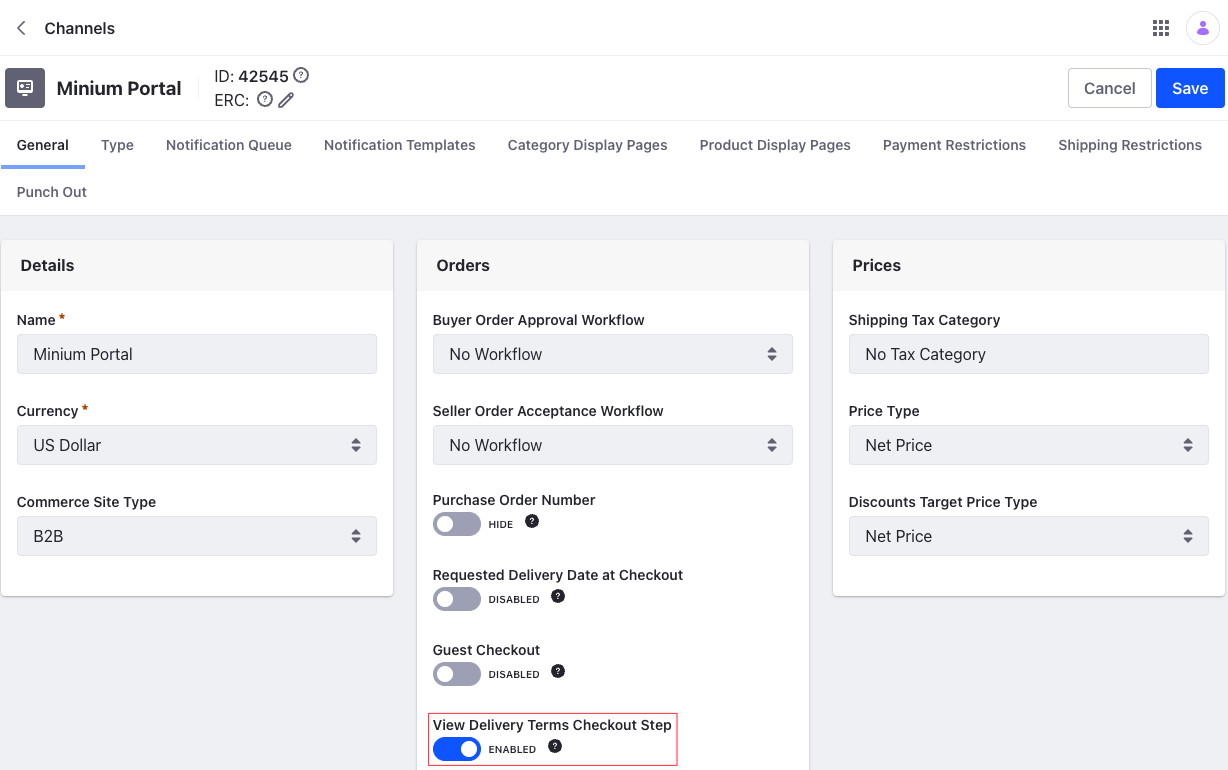 Channels
Minium Portal
ID: 42545 ?
ERC: ?
Cancel
Save
General
Type
Notification Queue
Notification Templates
Category Display Pages
Product Display Pages
Payment Restrictions
Shipping Restrictions
Punch Out
Details
Name *
Minium Portal
Currency *
US Dollar
Commerce Site Type
B2B
Orders
Buyer Order Approval Workflow
No Workflow
Seller Order Acceptance Workflow
No Workflow
Purchase Order Number
HIDE ?
Requested Delivery Date at Checkout
DISABLED ?
Guest Checkout
DISABLED ?
View Delivery Terms Checkout Step
ENABLED ?
Prices
Shipping Tax Category
No Tax Category
Price Type
Net Price
Discounts Target Price Type
Net Price